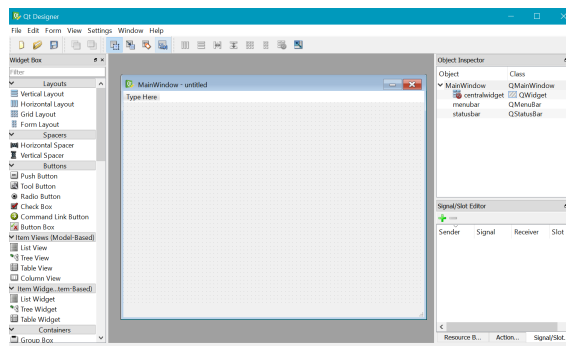 Qt Designer
File Edit Form View Settings Window Help
Widget Box
Filter
Layouts
Vertical Layout
Horizontal Layout
Grid Layout
Form Layout
Spacers
Horizontal Spacer
Vertical Spacer
Buttons
Push Button
Tool Button
Radio Button
Check Box
Command Link Button
Button Box
Item Views (Model-Based)
List View
Tree View
Table View
Column View
Item Widge...tem-Based)
List Widget
Tree Widget
Table Widget
Containers
Group Box
MainWindow - untitled
Type Here
Object Inspector
Object Class
MainWindow QMainWindow
centralwidget QWidget
menubar QMenuBar
statusbar QStatusBar
Signal/Slot Editor
Sender Signal Receiver Slot
Resource B... Action... Signal/Slot.